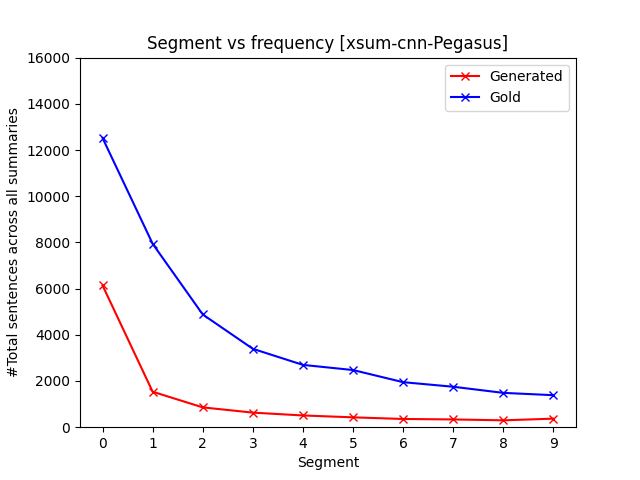 Segment vs frequency [xsum-cnn-Pegasus]
Generated
Gold
#Total sentences across all summaries
16000
14000
12000
10000
8000
6000
4000
2000
0
0 1 2 3 4 5 6 7 8 9
Segment